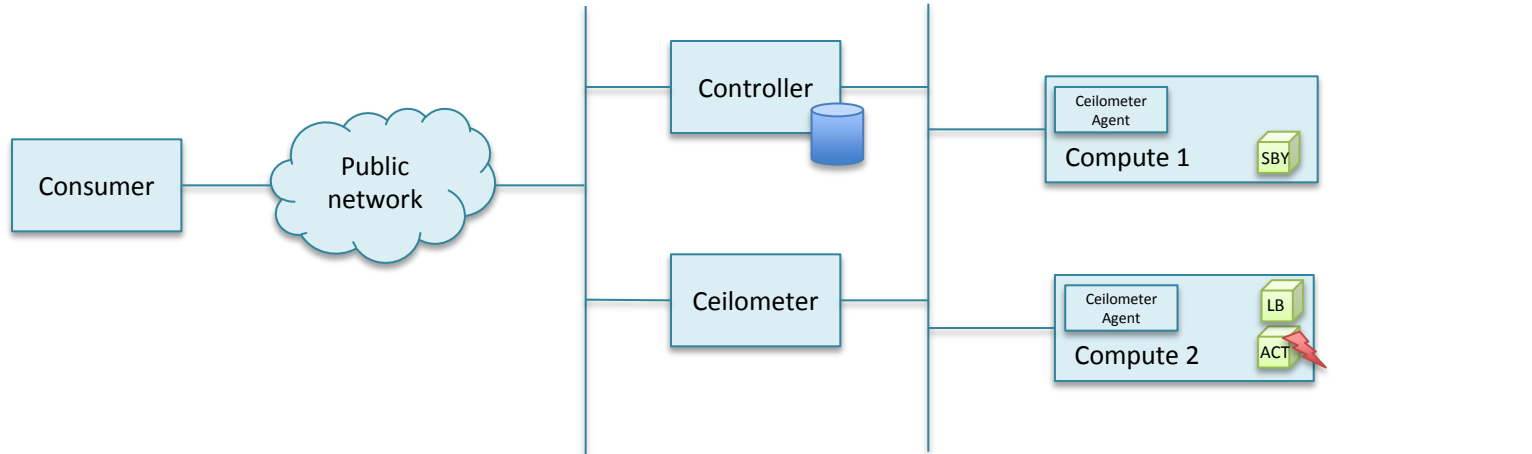 Consumer
Public
network
Controller
Ceilometer
Ceilometer
Agent
Compute 1
SBY
Ceilometer
Agent
Compute 2
LB
ACT